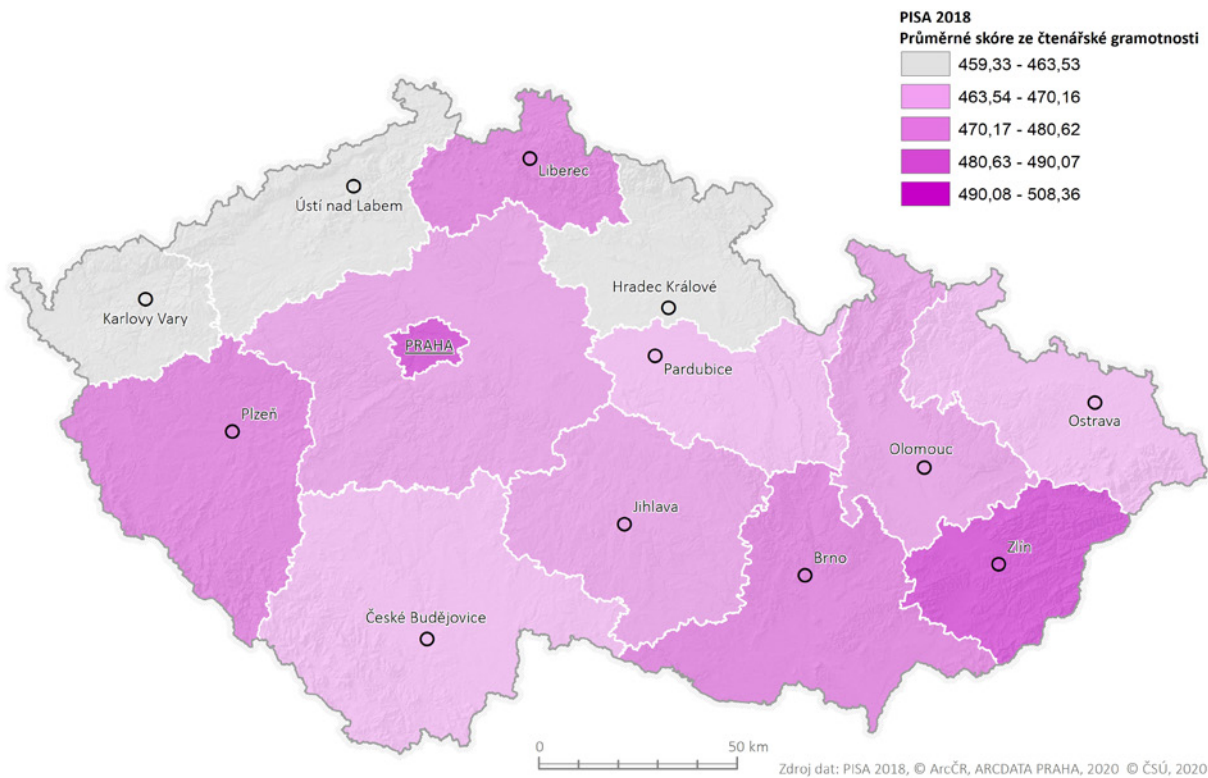 PISA 2018
Průměrné skóre ze čtenářské gramotnosti
459,33 - 463,53
463,54 - 470,16
470,17 - 480,62
480,63 - 490,07
490,08 - 508,36
Liberec
Ústí nad Labem
Hradec Králové
Karlovy Vary
PRAHA
Pardubice
Plzeň
Ostrava
Olomouc
Jihlava
Zlín
Brno
České Budějovice
0 50 km
Zdroj dat: PISA 2018, © ArcČR, ARCDATA PRAHA, 2020 © ČSÚ, 2020